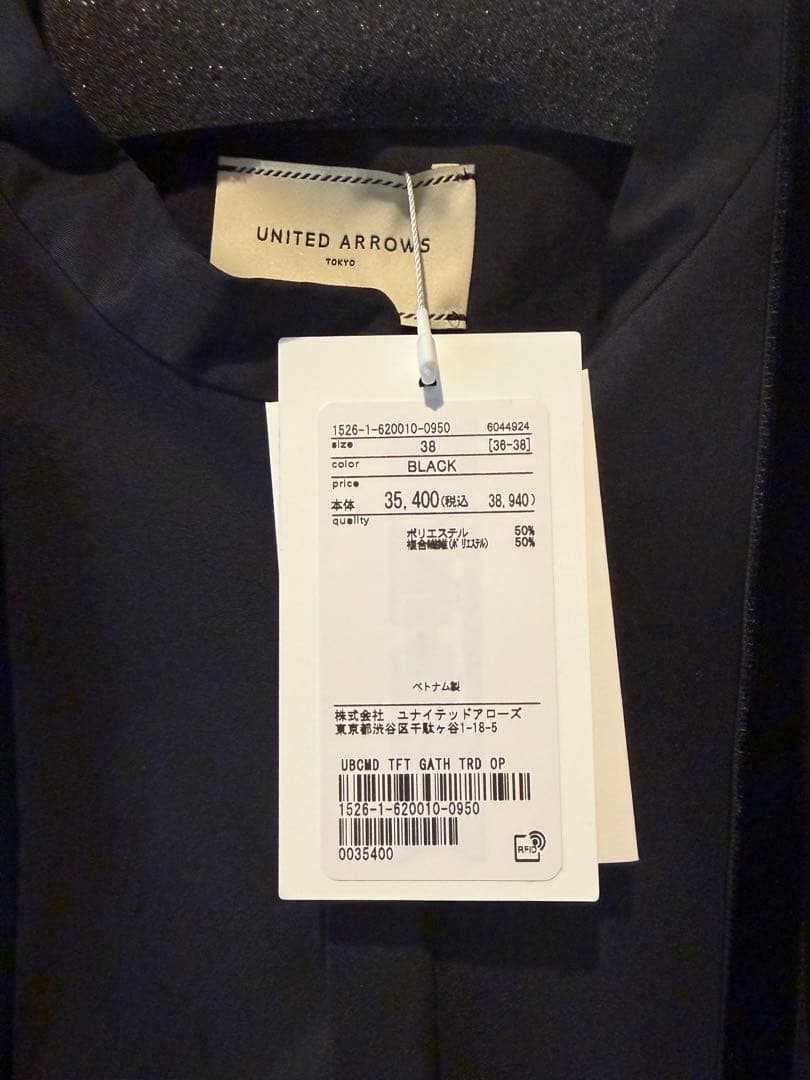 UNITED ARROWS
TOKYO
1526-1-620010-0950 6044924
size 38 [36-38]
color BLACK
price
本体 35,400(税込 38,940)
quality
ポリエステル 50%
複合繊維(ポリエステル) 50%
ベトナム製
株式会社 ユナイテッドアローズ
東京都渋谷区千駄ヶ谷1-18-5
UBCMD TFT GATH TRD OP
1526-1-620010-0950
0035400
RFID